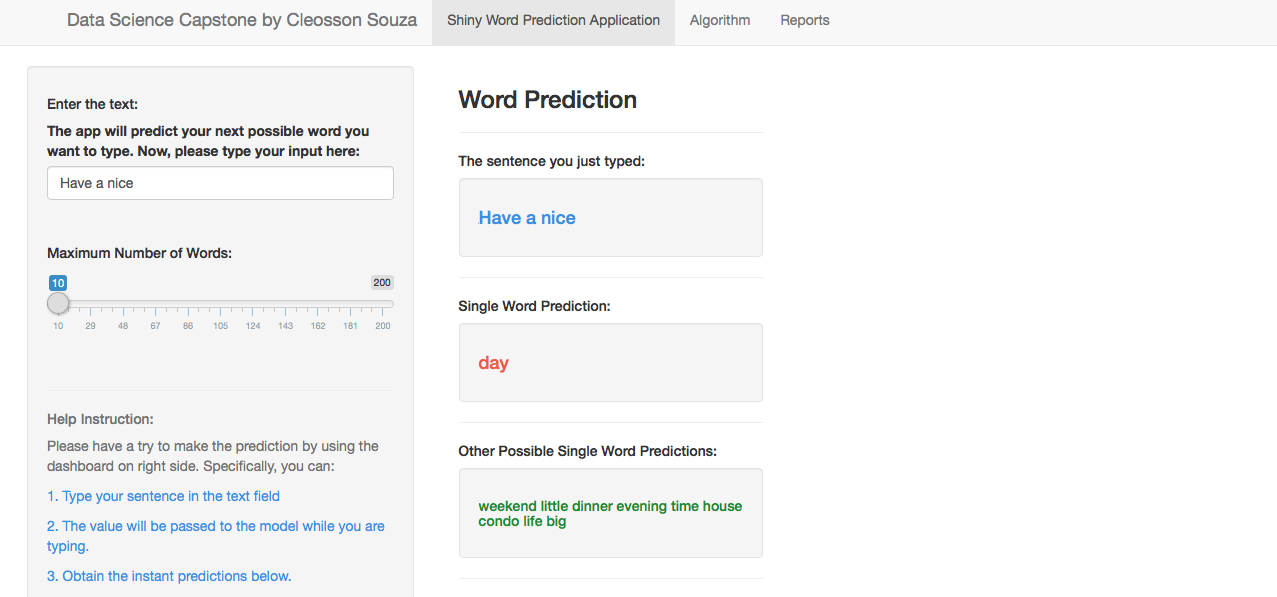 Data Science Capstone by Cleosson Souza
Shiny Word Prediction Application
Algorithm
Reports
Enter the text:
The app will predict your next possible word you
want to type. Now, please type your input here:
Have a nice
Maximum Number of Words:
10
200
10 29 48 67 86 105 124 143 162 181 200
Help Instruction:
Please have a try to make the prediction by using the
dashboard on right side. Specifically, you can:
1. Type your sentence in the text field
2. The value will be passed to the model while you are
typing.
3. Obtain the instant predictions below.
Word Prediction
The sentence you just typed:
Have a nice
Single Word Prediction:
day
Other Possible Single Word Predictions:
weekend little dinner evening time house
condo life big